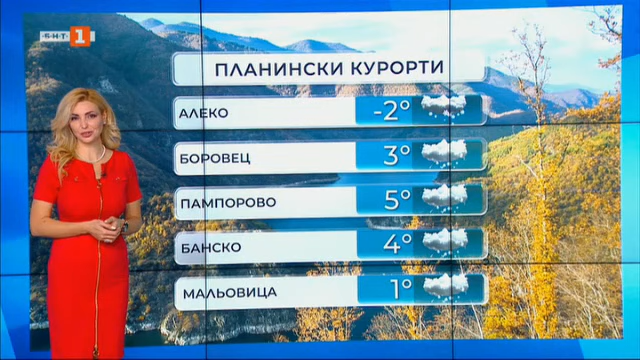 БНТ 1
ПЛАНИНСКИ КУРОРТИ
АЛЕКО -2°
БОРОВЕЦ 3°
ПАМПОРОВО 5°
БАНСКО 4°
МАЛЬОВИЦА 1°